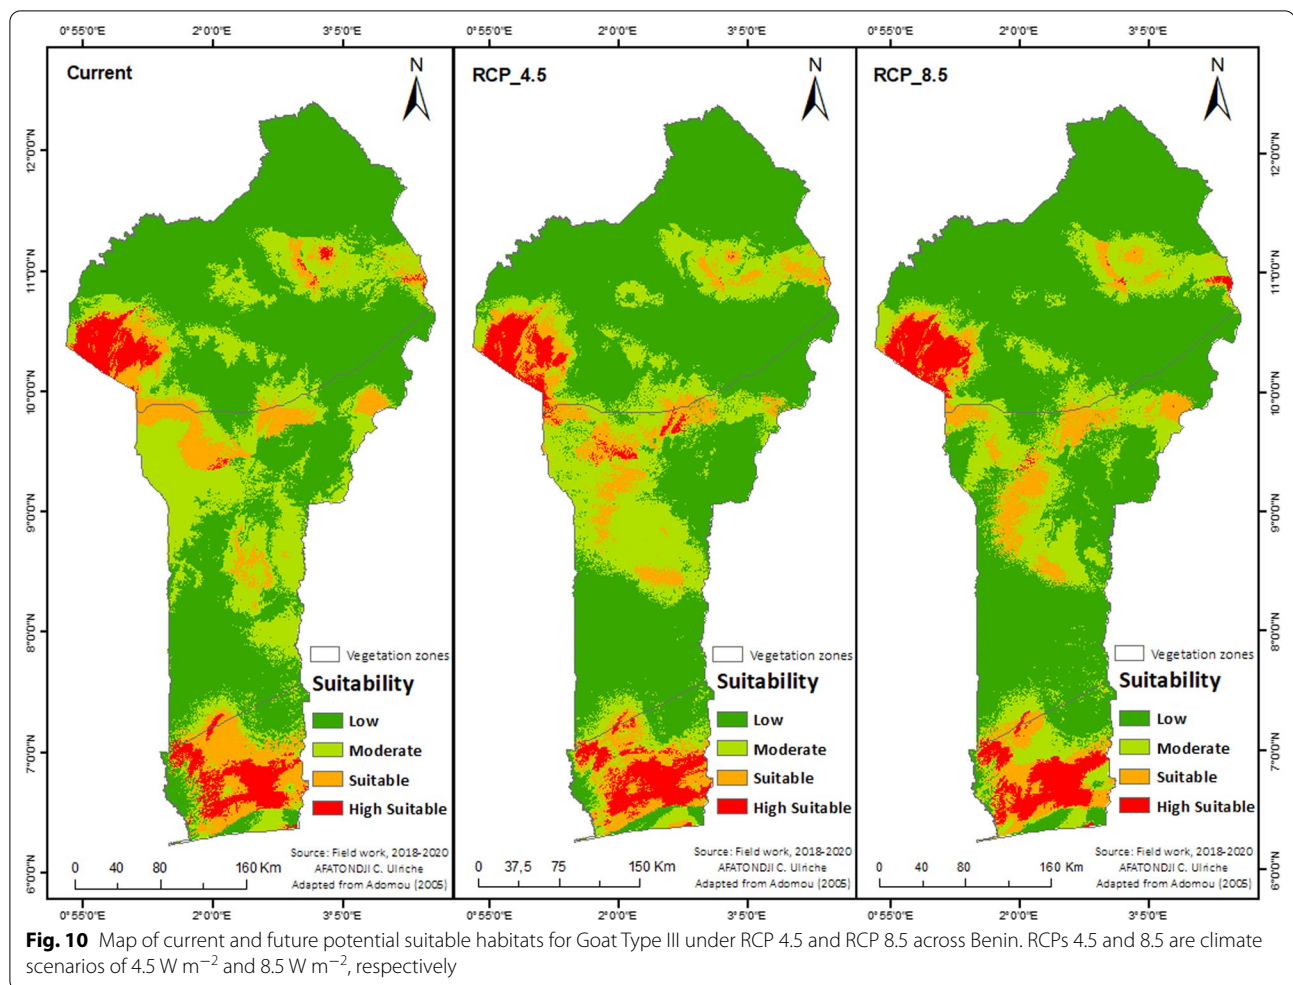 0°55'0"E 2°0'0"E 3°5'0"E 0°55'0"E 2°0'0"E 3°5'0"E 0°55'0"E 2°0'0"E 3°5'0"E
Current
N
RCP_4.5
N
RCP_8.5
N
12°0'0"N
11°0'0"N
10°0'0"N
9°0'0"N
8°0'0"N
7°0'0"N
6°0'0"N
Vegetation zones
Suitability
Low
Moderate
Suitable
High Suitable
Source: Field work, 2018-2020
AFATONDJI C. Ulriche
Adapted from Adomou (2005)
0 40 80 160 Km
Vegetation zones
Suitability
Low
Moderate
Suitable
High Suitable
Source: Field work, 2018-2020
AFATONDJI C. Ulriche
Adapted from Adomou (2005)
0 37,5 75 150 Km
Vegetation zones
Suitability
Low
Moderate
Suitable
High Suitable
Source: Field work, 2018-2020
AFATONDJI C. Ulriche
Adapted from Adomou (2005)
0 40 80 160 Km
12°0'0"N
11°0'0"N
10°0'0"N
9°0'0"N
8°0'0"N
7°0'0"N
6°0'0"N
0°55'0"E 2°0'0"E 3°5'0"E 0°55'0"E 2°0'0"E 3°5'0"E 0°55'0"E 2°0'0"E 3°5'0"E
Fig. 10 Map of current and future potential suitable habitats for Goat Type III under RCP 4.5 and RCP 8.5 across Benin. RCPs 4.5 and 8.5 are climate
scenarios of 4.5 W m⁻² and 8.5 W m⁻², respectively